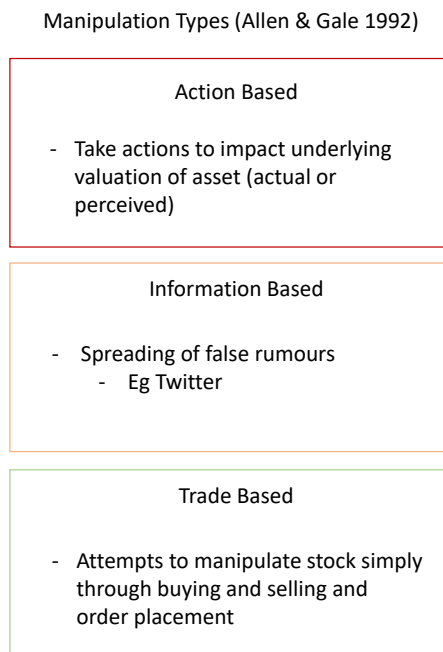 Manipulation Types (Allen & Gale 1992)
Action Based
- Take actions to impact underlying
valuation of asset (actual or
perceived)
Information Based
- Spreading of false rumours
- Eg Twitter
Trade Based
- Attempts to manipulate stock simply
through buying and selling and
order placement